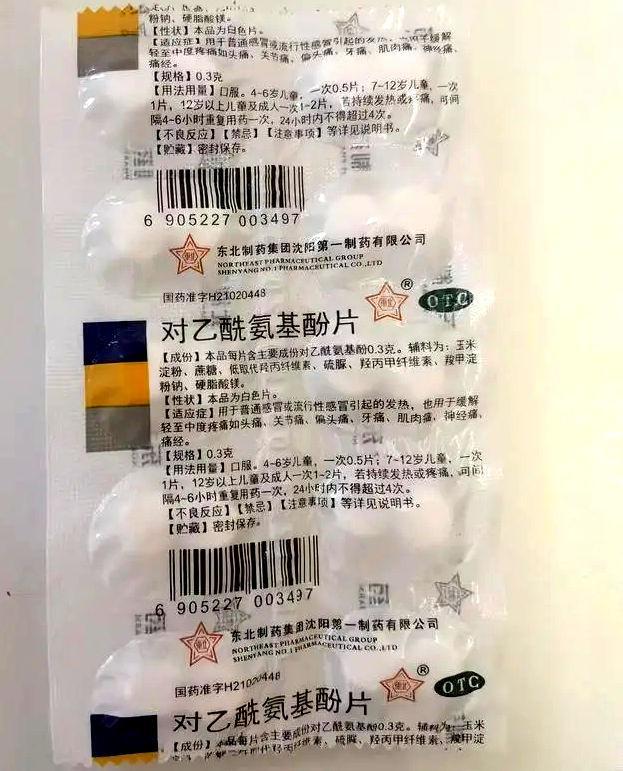 粉钠、硬脂酸镁。
【性状】本品为白色片。
【适应症】用于普通感冒或流行性感冒引起的发热，也用于缓解
轻至中度疼痛如头痛、关节痛、偏头痛、牙痛、肌肉痛、神经痛、
痛经。
【规格】0.3克
【用法用量】口服。4~6岁儿童，一次0.5片；7~12岁儿童，一次
1片，12岁以上儿童及成人一次1~2片，若持续发热或疼痛，可间
隔4~6小时重复用药一次，24小时内不得超过4次。
【不良反应】【禁忌】【注意事项】等详见说明书。
【贮藏】密封保存。
6 905227 003497
东北制药集团沈阳第一制药有限公司
NORTHEAST PHARMACEUTICAL GROUP
SHENYANG NO.1 PHARMACEUTICAL CO.,LTD
国药准字H21020448
东北 ® OTC
对乙酰氨基酚片
【成份】本品每片含主要成份对乙酰氨基酚0.3克。辅料为：玉米
淀粉、蔗糖、低取代羟丙纤维素、硫脲、羟丙甲纤维素、羧甲淀
粉钠、硬脂酸镁。
【性状】本品为白色片。
【适应症】用于普通感冒或流行性感冒引起的发热，也用于缓解
轻至中度疼痛如头痛、关节痛、偏头痛、牙痛、肌肉痛、神经痛、
痛经。
【规格】0.3克
【用法用量】口服。4~6岁儿童，一次0.5片；7~12岁儿童，一次
1片，12岁以上儿童及成人一次1~2片，若持续发热或疼痛，可间
隔4~6小时重复用药一次，24小时内不得超过4次。
【不良反应】【禁忌】【注意事项】等详见说明书。
【贮藏】密封保存。
6 905227 003497
东北制药集团沈阳第一制药有限公司
NORTHEAST PHARMACEUTICAL GROUP
SHENYANG NO.1 PHARMACEUTICAL CO.,LTD
国药准字H21020448
东北 ® OTC
对乙酰氨基酚片
【成份】本品每片含主要成份对乙酰氨基酚0.3克。辅料为：玉米
纤维素、硫脲、羟丙甲纤维素、羧甲淀